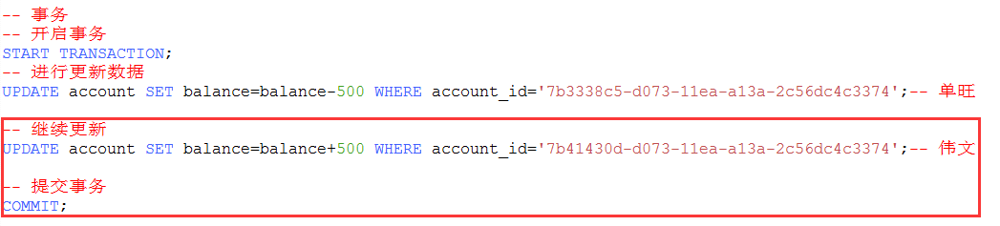 -- 事务
-- 开启事务
START TRANSACTION;
-- 进行更新数据
UPDATE account SET balance=balance-500 WHERE account_id='7b3338c5-d073-11ea-a13a-2c56dc4c3374';-- 单旺
-- 继续更新
UPDATE account SET balance=balance+500 WHERE account_id='7b41430d-d073-11ea-a13a-2c56dc4c3374';-- 伟文
-- 提交事务
COMMIT;